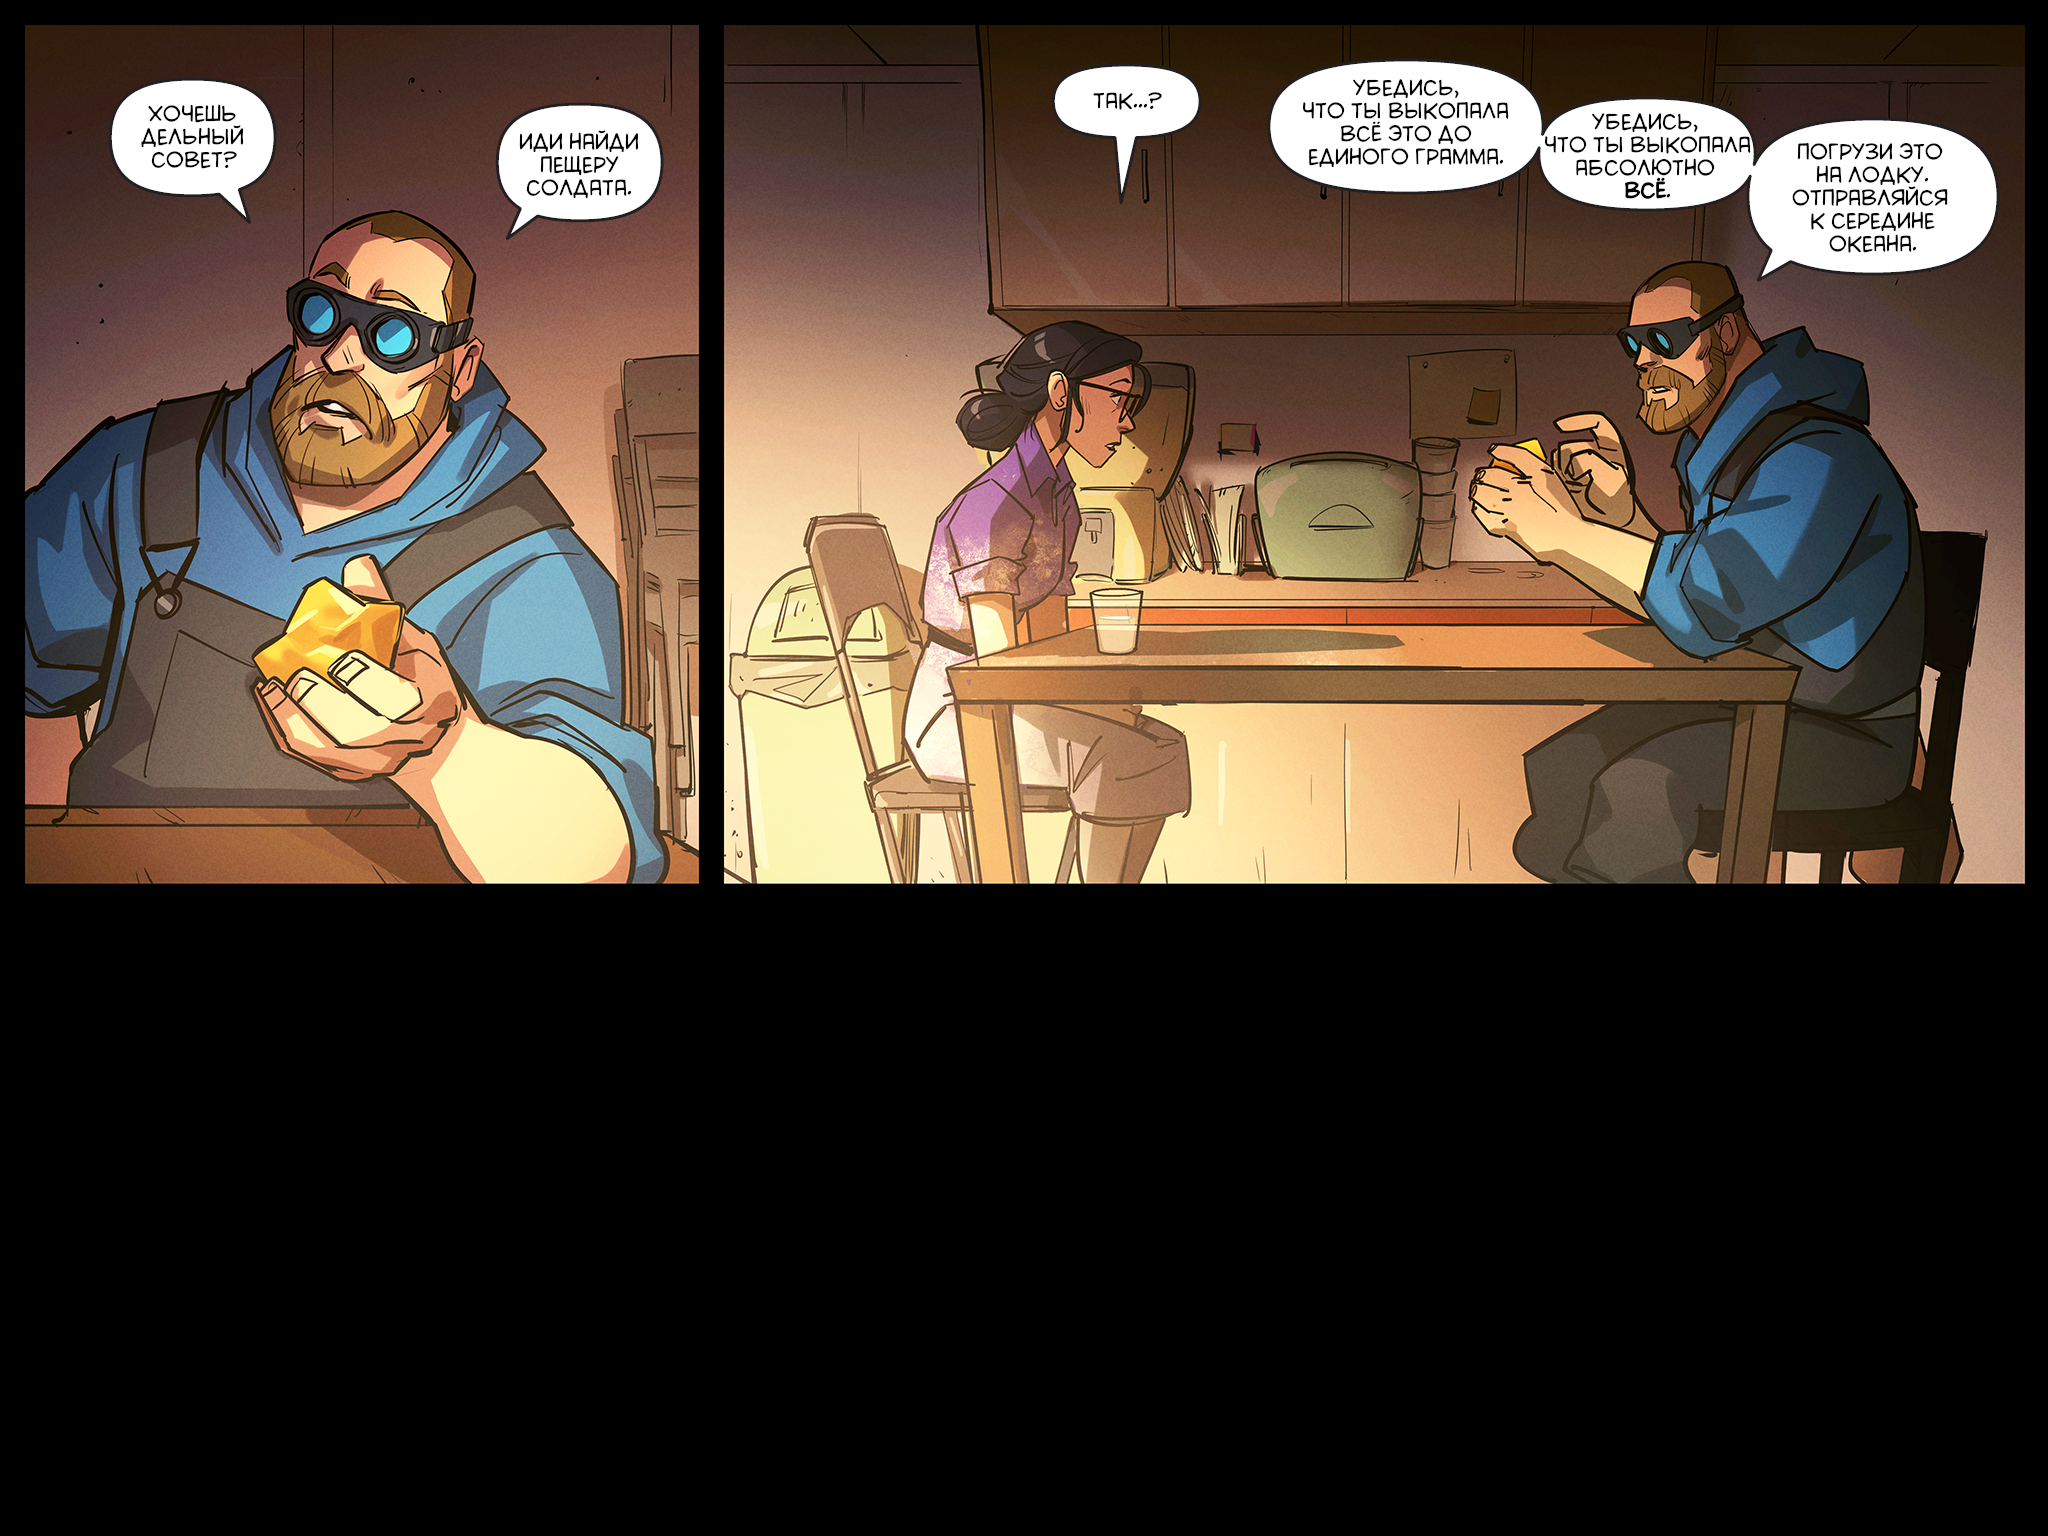 ХОЧЕШЬ
ДЕЛЬНЫЙ
СОВЕТ?
ИДИ НАЙДИ
ПЕЩЕРУ
СОЛДАТА.
ТАК...?
УБЕДИСЬ,
ЧТО ТЫ ВЫКОПАЛА
ВСЁ ЭТО ДО
ЕДИНОГО ГРАММА.
УБЕДИСЬ,
ЧТО ТЫ ВЫКОПАЛА
АБСОЛЮТНО
ВСЁ.
ПОГРУЗИ ЭТО
НА ЛОДКУ.
ОТПРАВЛЯЙСЯ
К СЕРЕДИНЕ
ОКЕАНА.